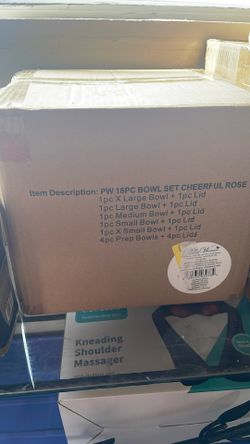 Item Description: PW 18PC BOWL SET CHEERFUL ROSE
1pc X Large Bowl + 1pc Lid
1pc Large Bowl + 1pc Lid
1pc Medium Bowl + 1pc Lid
1pc Small Bowl + 1pc Lid
1pc X Small Bowl + 1pc Lid
4pc Prep Bowls + 4pc Lid
Kneading
Shoulder
Massager